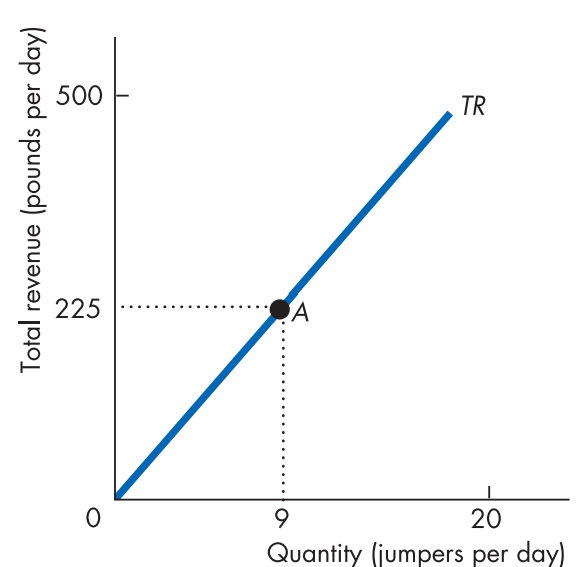 Total revenue (pounds per day)
500
TR
225
A
0
9
20
Quantity (jumpers per day)